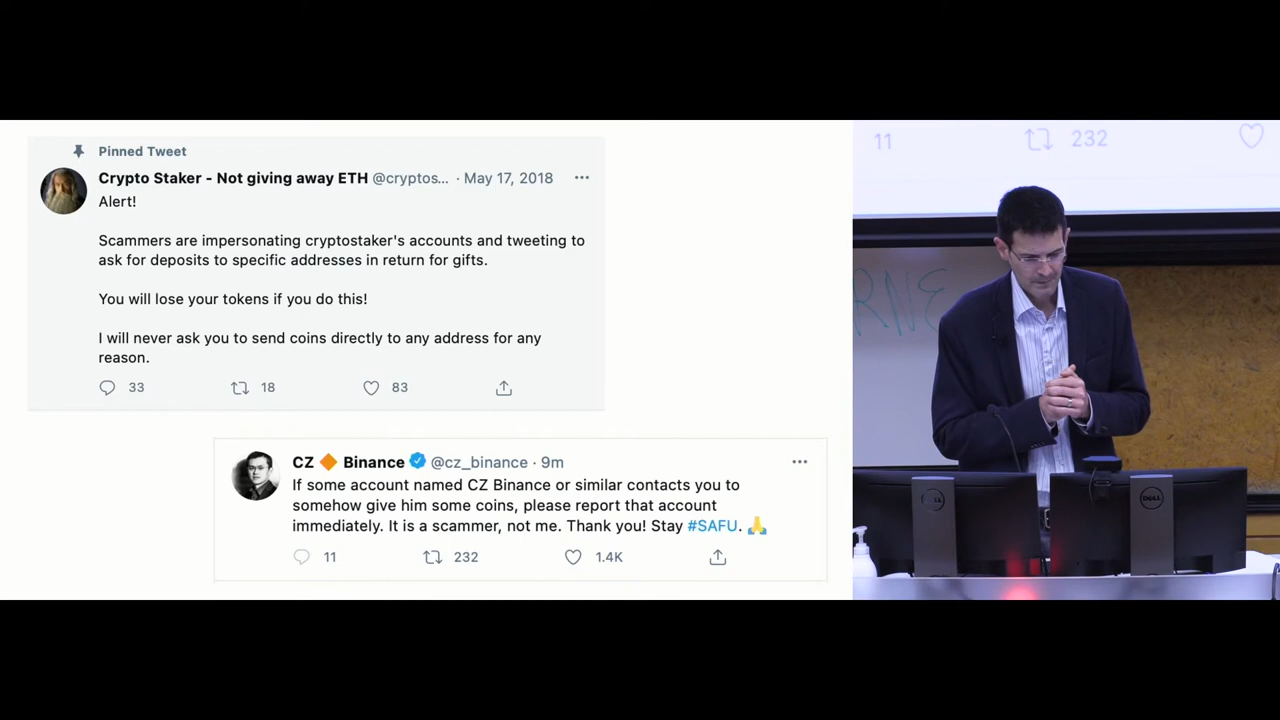 Pinned Tweet
Crypto Staker - Not giving away ETH @cryptos... · May 17, 2018
Alert!
Scammers are impersonating cryptostaker's accounts and tweeting to
ask for deposits to specific addresses in return for gifts.
You will lose your tokens if you do this!
I will never ask you to send coins directly to any address for any
reason.
33 18 83
CZ 🔶 Binance @cz_binance · 9m
If some account named CZ Binance or similar contacts you to
somehow give him some coins, please report that account
immediately. It is a scammer, not me. Thank you! Stay #SAFU. 🙏
11 232 1.4K
11 232
RNE
DELL
DELL